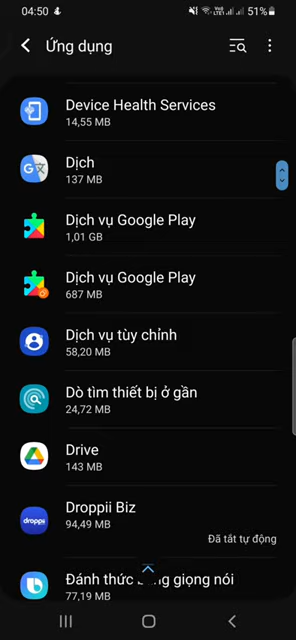 04:50 51%
Ứng dụng
Device Health Services
14,55 MB
Dịch
137 MB
Dịch vụ Google Play
1,01 GB
Dịch vụ Google Play
687 MB
Dịch vụ tùy chỉnh
58,20 MB
Dò tìm thiết bị ở gần
24,72 MB
Drive
143 MB
droppii
Droppii Biz
94,49 MB
Đã tắt tự động
Đánh thức bằng giọng nói
77,19 MB